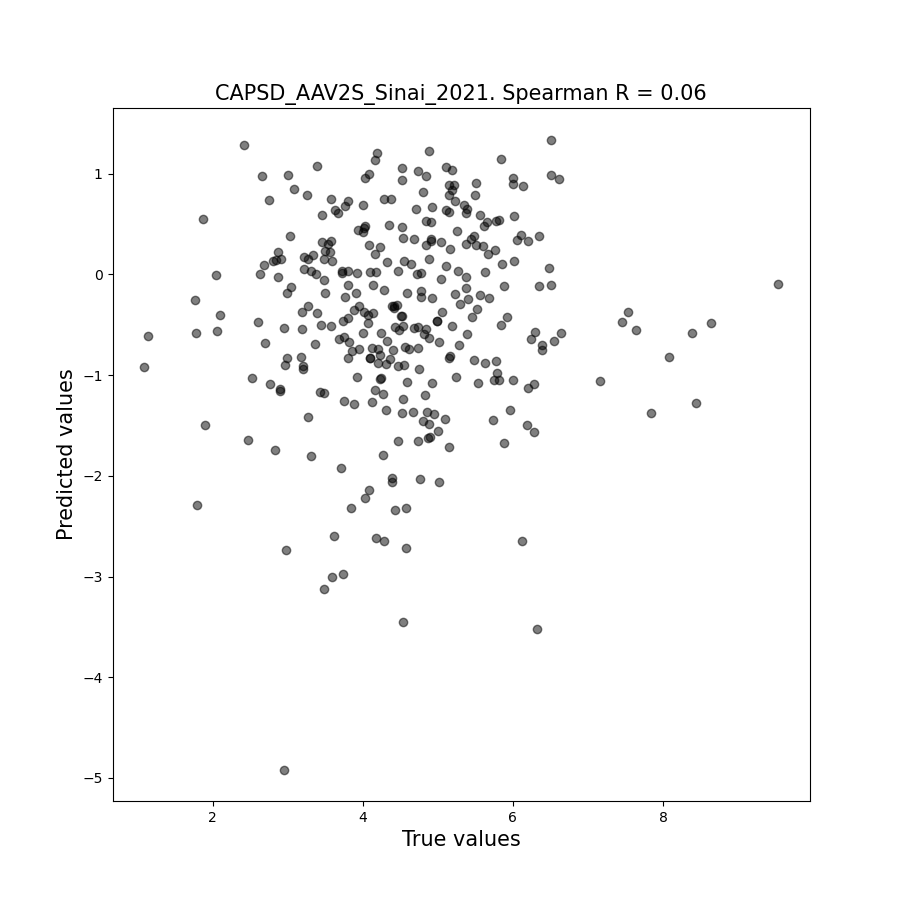 CAPSD_AAV2S_Sinai_2021. Spearman R = 0.06
1
0
−1
−2
−3
−4
−5
Predicted values
2 4 6 8
True values